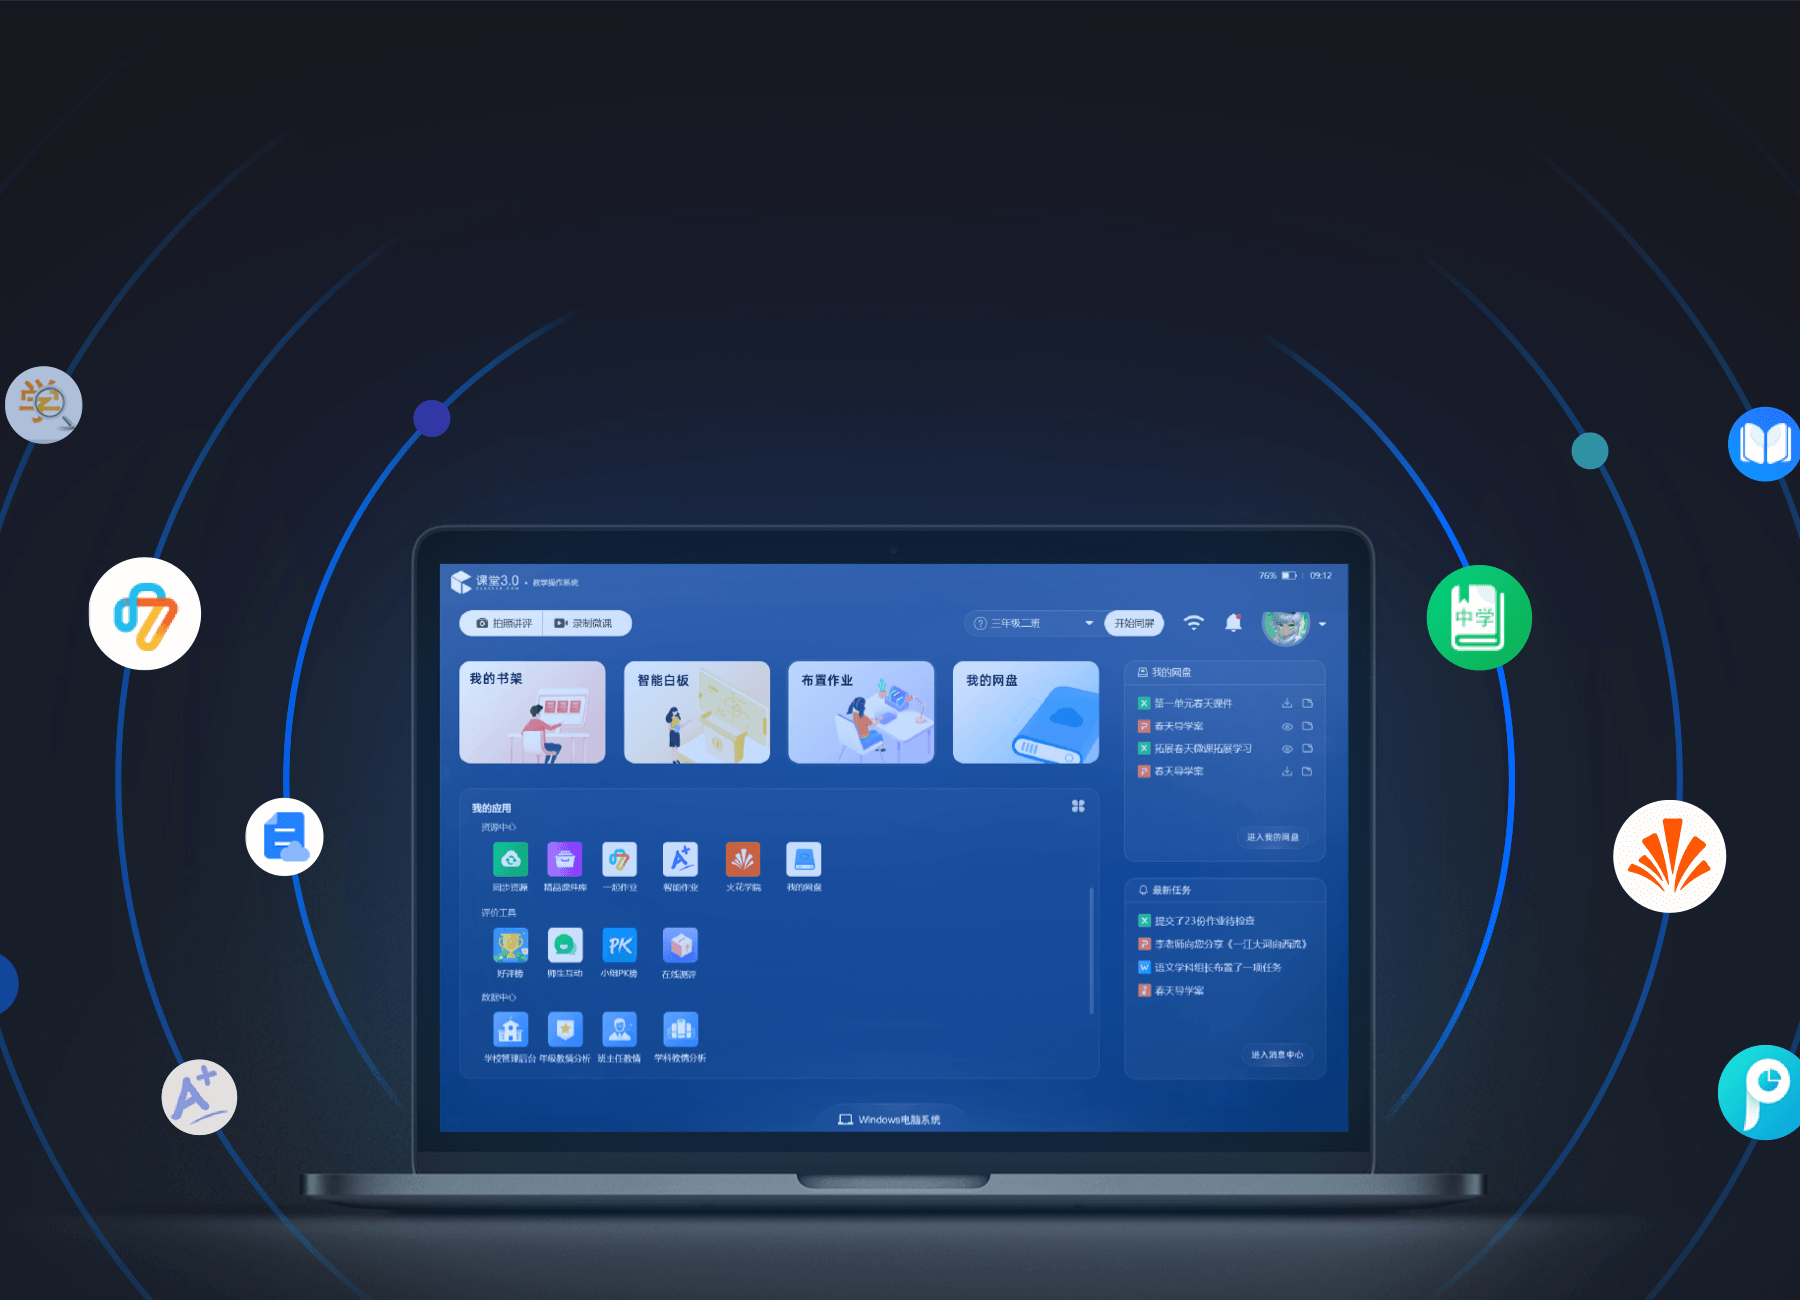 课堂3.0 · 教学操作系统
76% 09:12
拍照讲评 录制微课
三年级二班 开始同屏
我的书架
智能白板
布置作业
我的网盘
我的网盘
第一单元春天课件
春天导学案
拓展春天微课拓展学习
春天导学案
进入我的网盘
我的应用
资源中心
同步资源 精品课件库 一起作业 智能作业 火花学院 我的网盘
评价工具
PK
好评榜 师生互动 小组PK榜 在线测评
数据中心
学校管理后台 年级教情分析 班主任教情 学科教情分析
最新任务
提交了23份作业待检查
李老师向您分享《一江大河向西流》
语文学科组长布置了一项任务
春天导学案
进入消息中心
Windows电脑系统
学
中学
A+